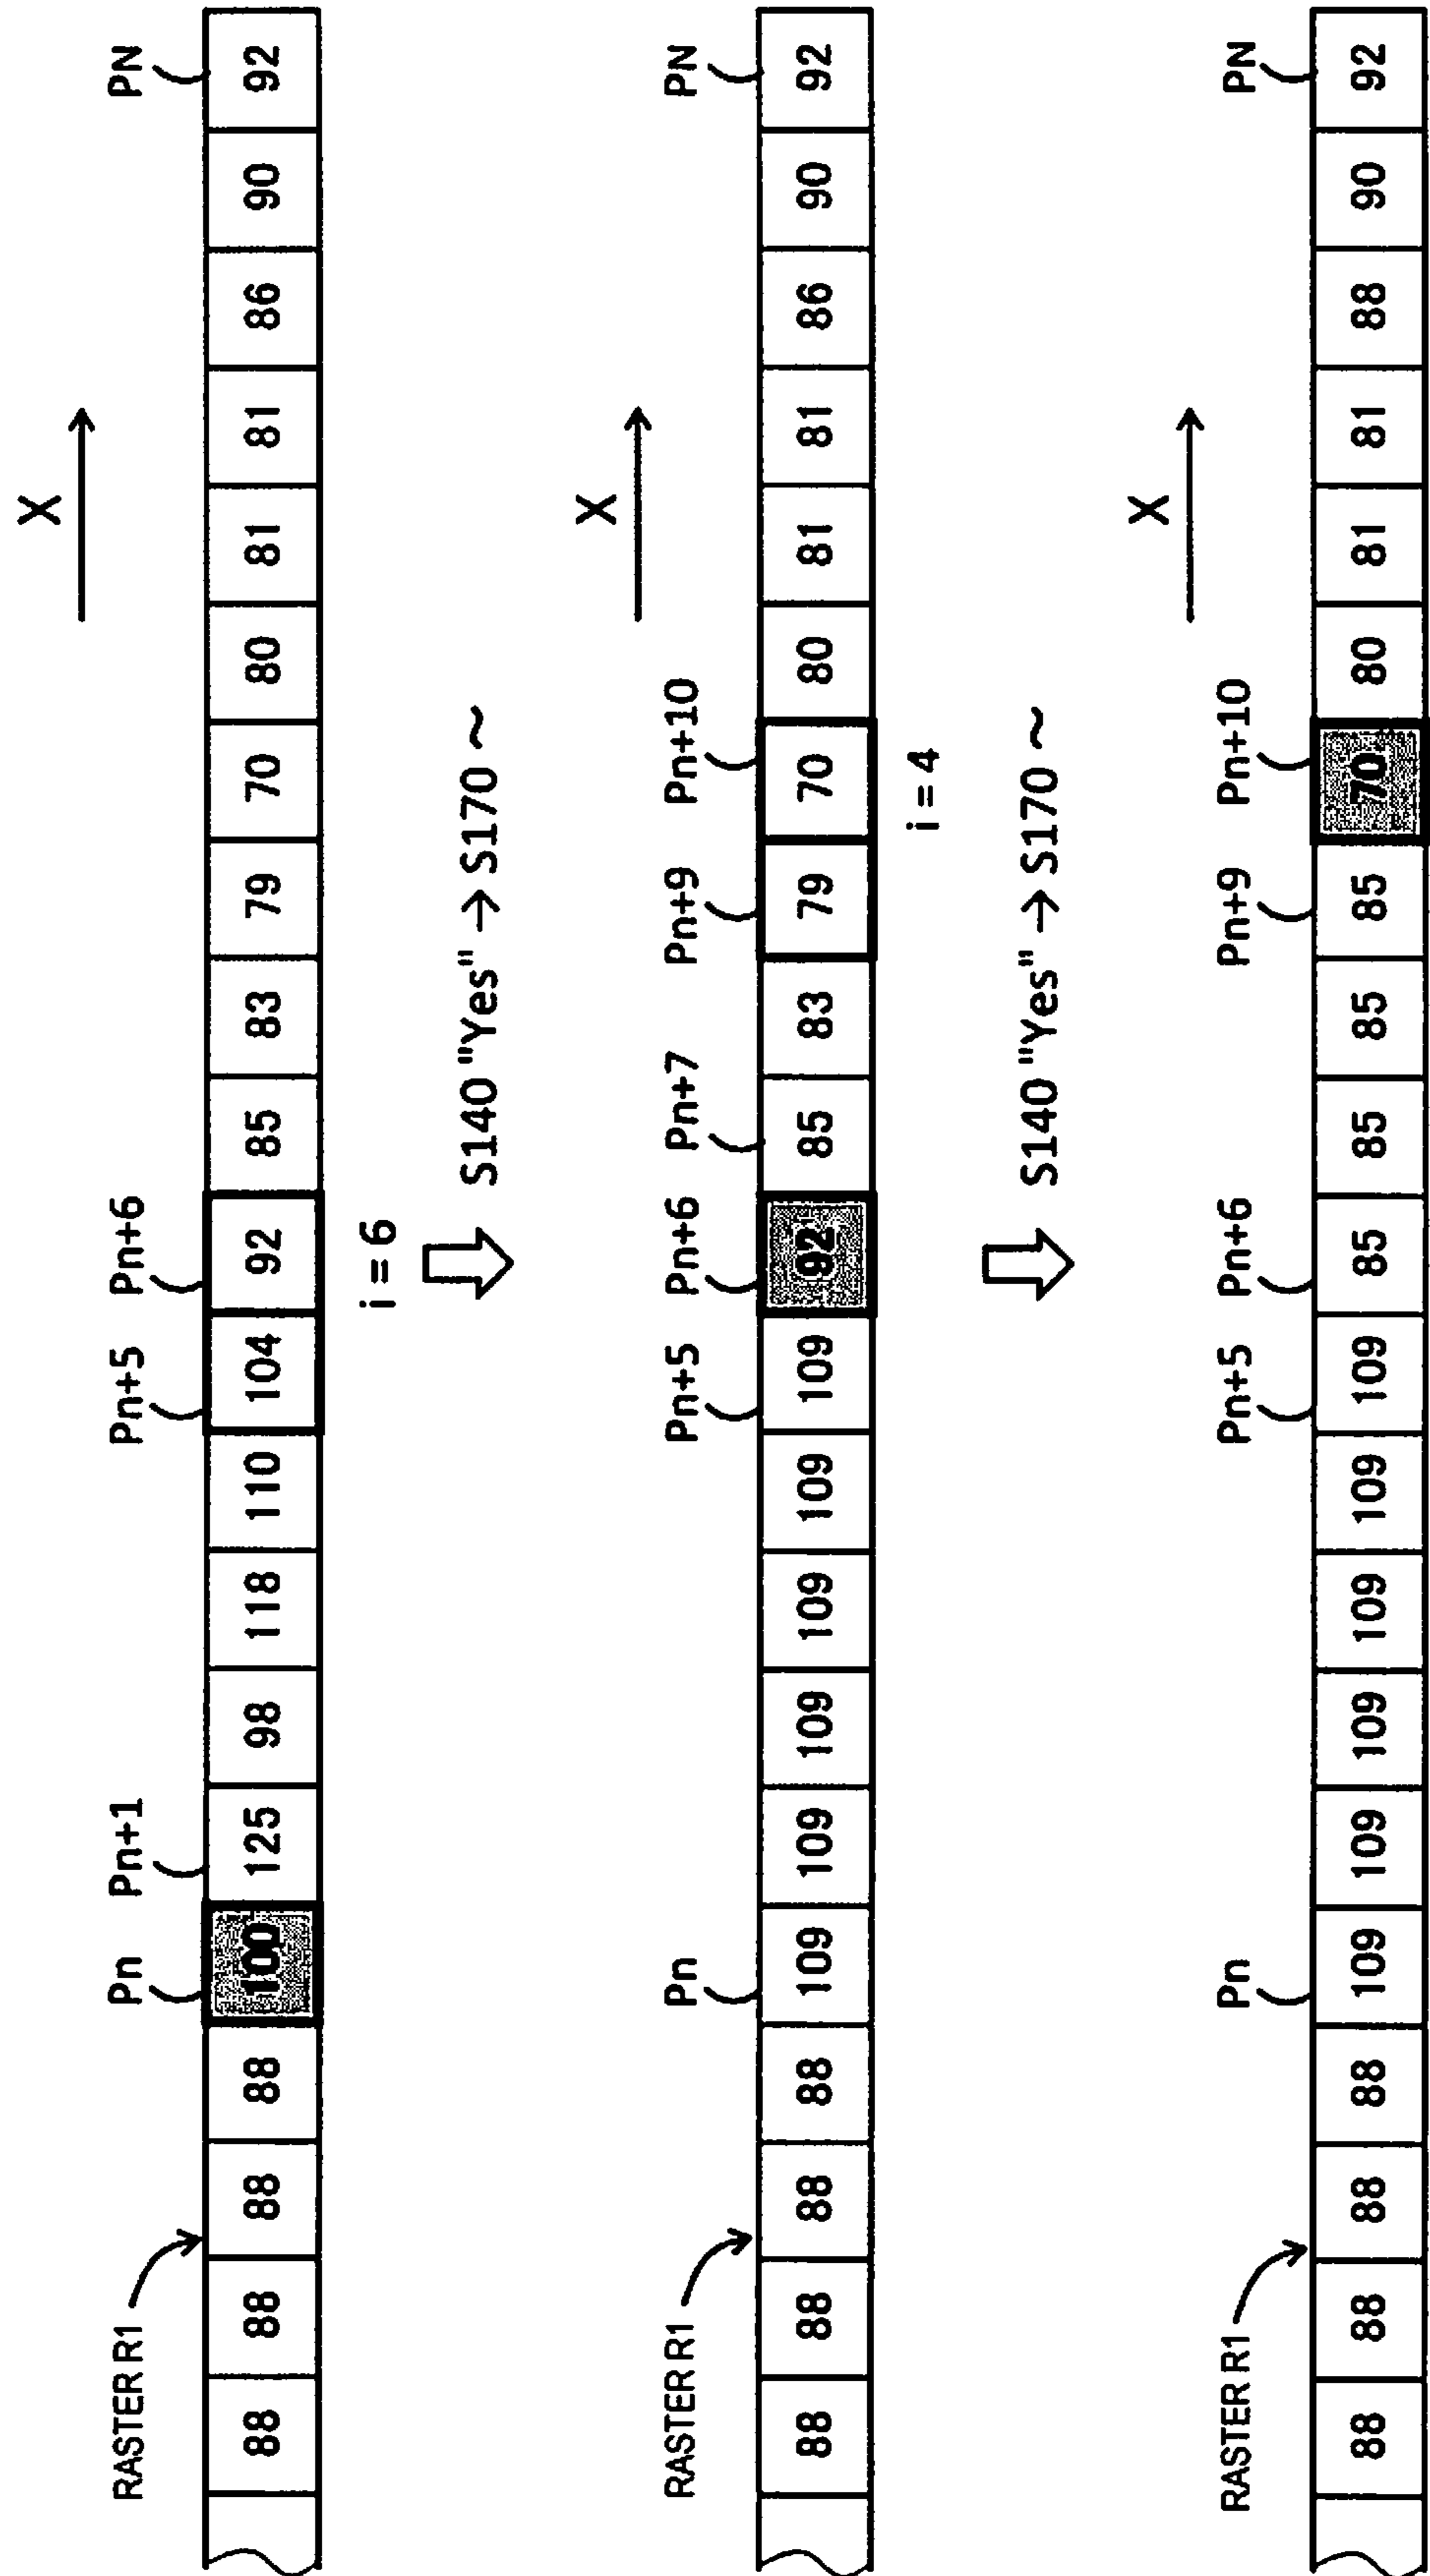 X
RASTER R1 Pn Pn+1 Pn+5 Pn+6 PN
88 88 88 88 100 125 98 118 110 104 92 85 83 79 70 80 81 81 86 90 92
i = 6
S140 "Yes" → S170 ~
X
RASTER R1 Pn Pn+5 Pn+6 Pn+7 Pn+9 Pn+10 PN
88 88 88 88 109 109 109 109 109 109 92 85 83 79 70 80 81 81 86 90 92
i = 4
S140 "Yes" → S170 ~
X
RASTER R1 Pn Pn+5 Pn+6 Pn+9 Pn+10 PN
88 88 88 88 109 109 109 109 109 109 85 85 85 85 70 80 81 81 88 90 92